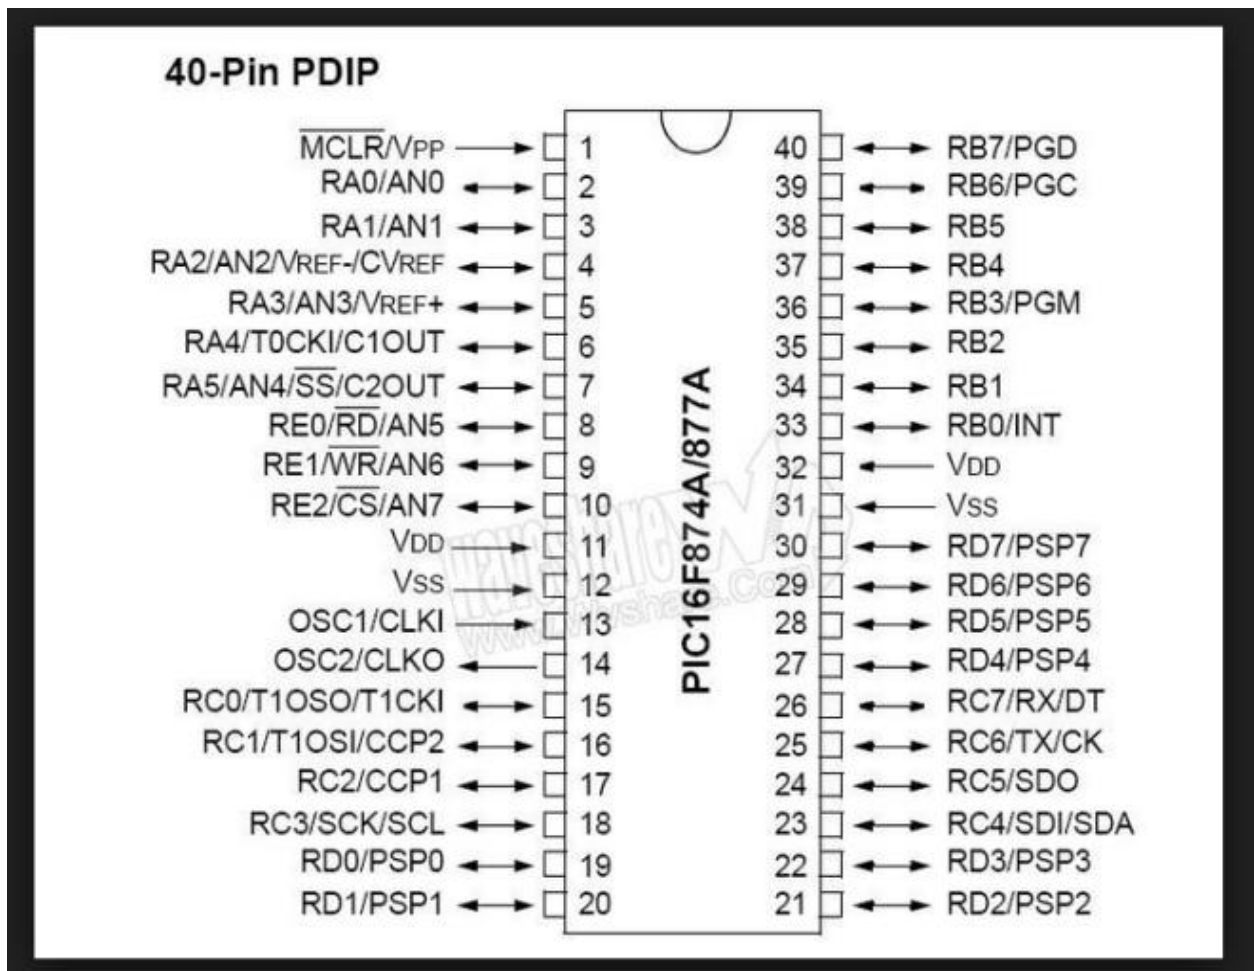 40-Pin PDIP
MCLR/VPP 1 40 RB7/PGD
RA0/AN0 2 39 RB6/PGC
RA1/AN1 3 38 RB5
RA2/AN2/VREF-/CVREF 4 37 RB4
RA3/AN3/VREF+ 5 36 RB3/PGM
RA4/T0CKI/C1OUT 6 35 RB2
RA5/AN4/SS/C2OUT 7 34 RB1
RE0/RD/AN5 8 33 RB0/INT
RE1/WR/AN6 9 32 VDD
RE2/CS/AN7 10 31 VSS
VDD 11 30 RD7/PSP7
VSS 12 29 RD6/PSP6
OSC1/CLKI 13 28 RD5/PSP5
OSC2/CLKO 14 27 RD4/PSP4
RC0/T1OSO/T1CKI 15 26 RC7/RX/DT
RC1/T1OSI/CCP2 16 25 RC6/TX/CK
RC2/CCP1 17 24 RC5/SDO
RC3/SCK/SCL 18 23 RC4/SDI/SDA
RD0/PSP0 19 22 RD3/PSP3
RD1/PSP1 20 21 RD2/PSP2
PIC16F874A/877A
waveshare